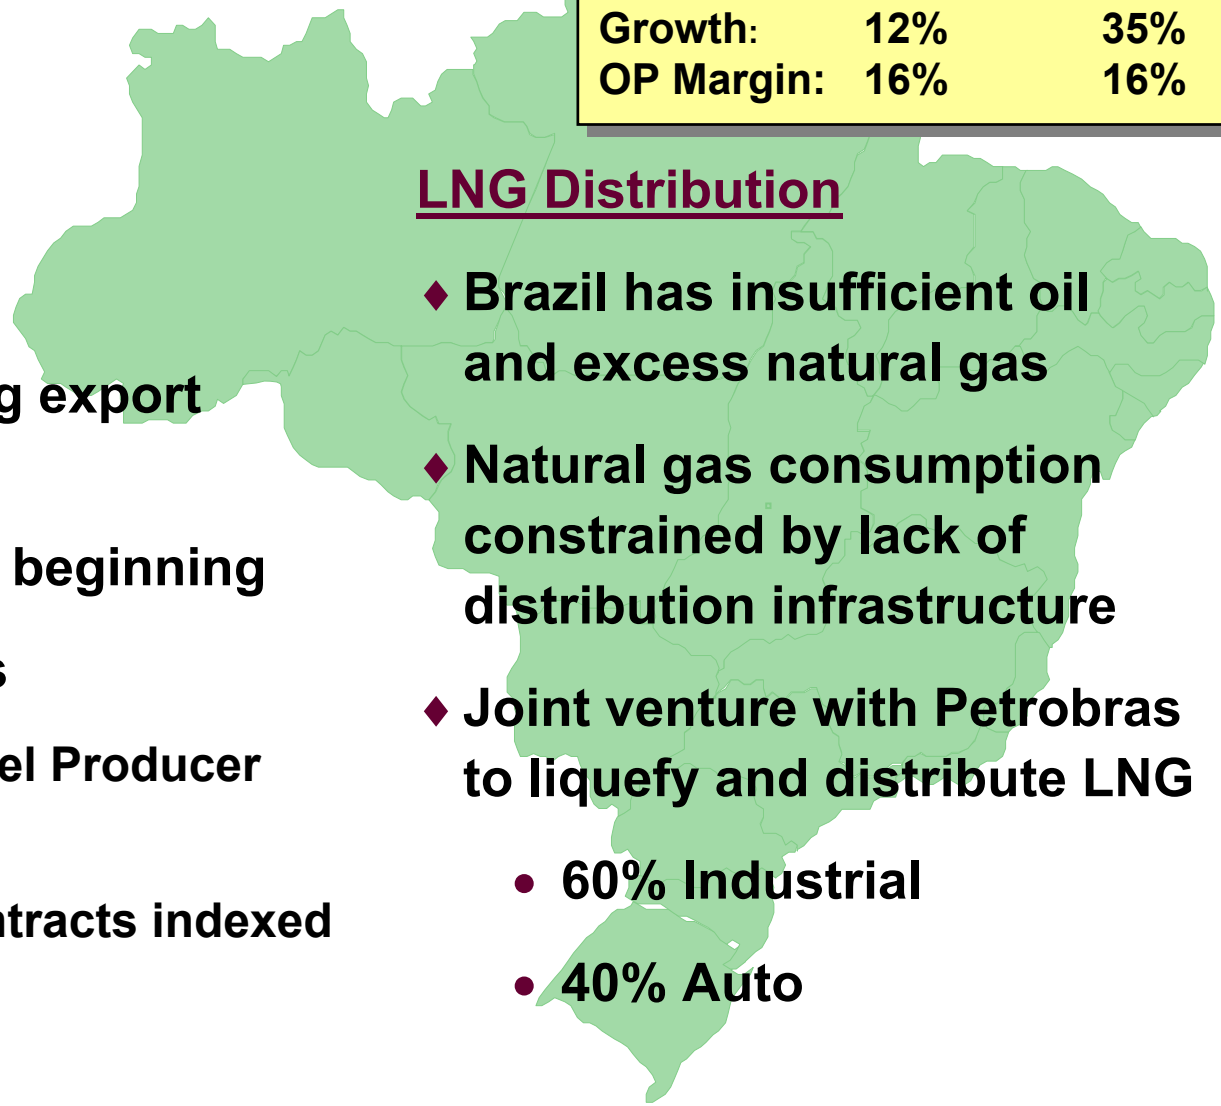 Growth: 12% 35%
OP Margin: 16% 16%
g export
beginning
s
el Producer
ntracts indexed
LNG Distribution
♦ Brazil has insufficient oil
and excess natural gas
♦ Natural gas consumption
constrained by lack of
distribution infrastructure
♦ Joint venture with Petrobras
to liquefy and distribute LNG
• 60% Industrial
• 40% Auto